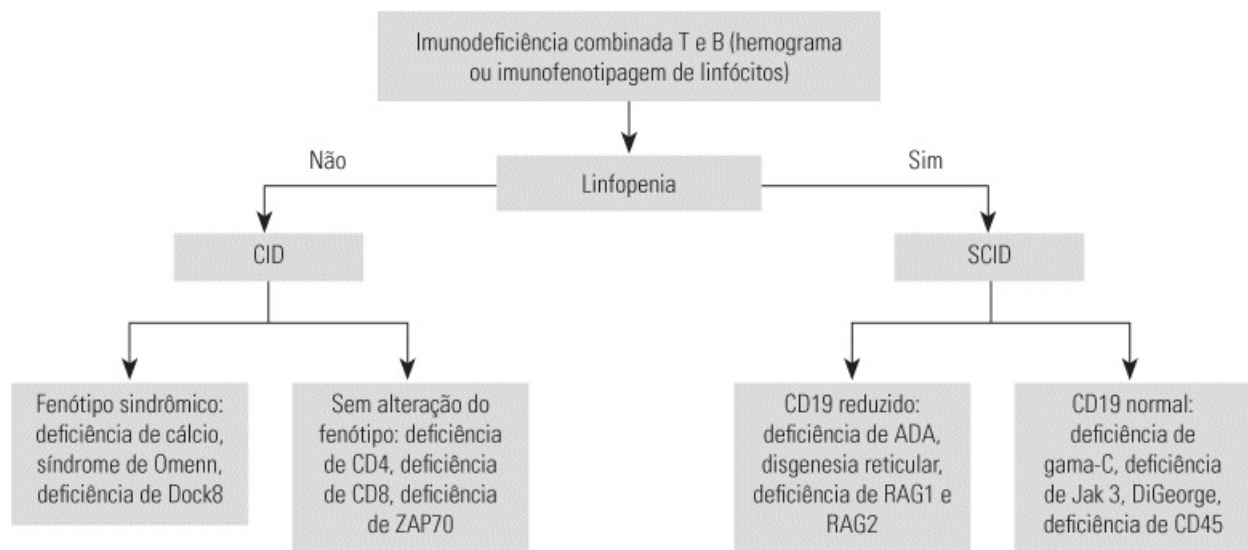 Imunodeficiência combinada T e B (hemograma
ou imunofenotipagem de linfócitos)
Não
Sim
Linfopenia
CID
SCID
Fenótipo sindrômico:
deficiência de cálcio,
síndrome de Omenn,
deficiência de Dock8
Sem alteração do
fenótipo: deficiência
de CD4, deficiência
de CD8, deficiência
de ZAP70
CD19 reduzido:
deficiência de ADA,
disgenesia reticular,
deficiência de RAG1 e
RAG2
CD19 normal:
deficiência de
gama-C, deficiência
de Jak 3, DiGeorge,
deficiência de CD45